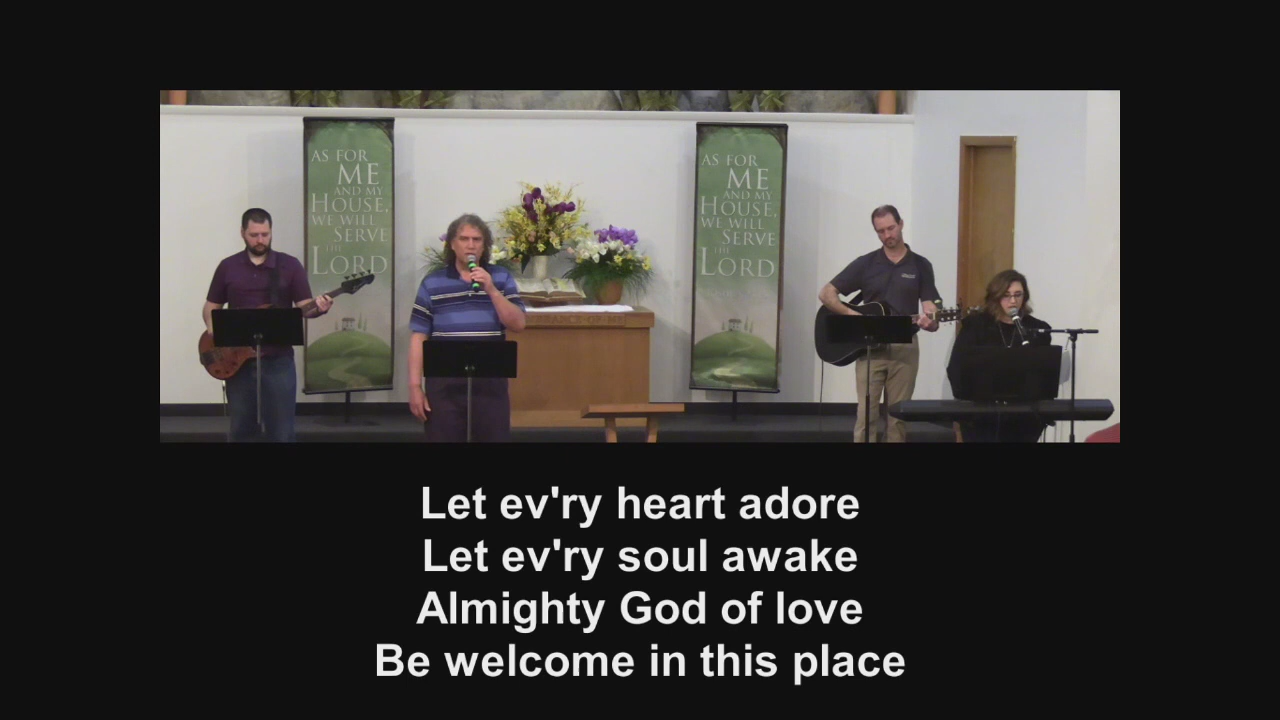 AS FOR
ME
AND MY
HOUSE,
WE WILL
SERVE
THE
LORD
AS FOR
ME
AND MY
HOUSE,
WE WILL
SERVE
THE
LORD
Let ev'ry heart adore
Let ev'ry soul awake
Almighty God of love
Be welcome in this place